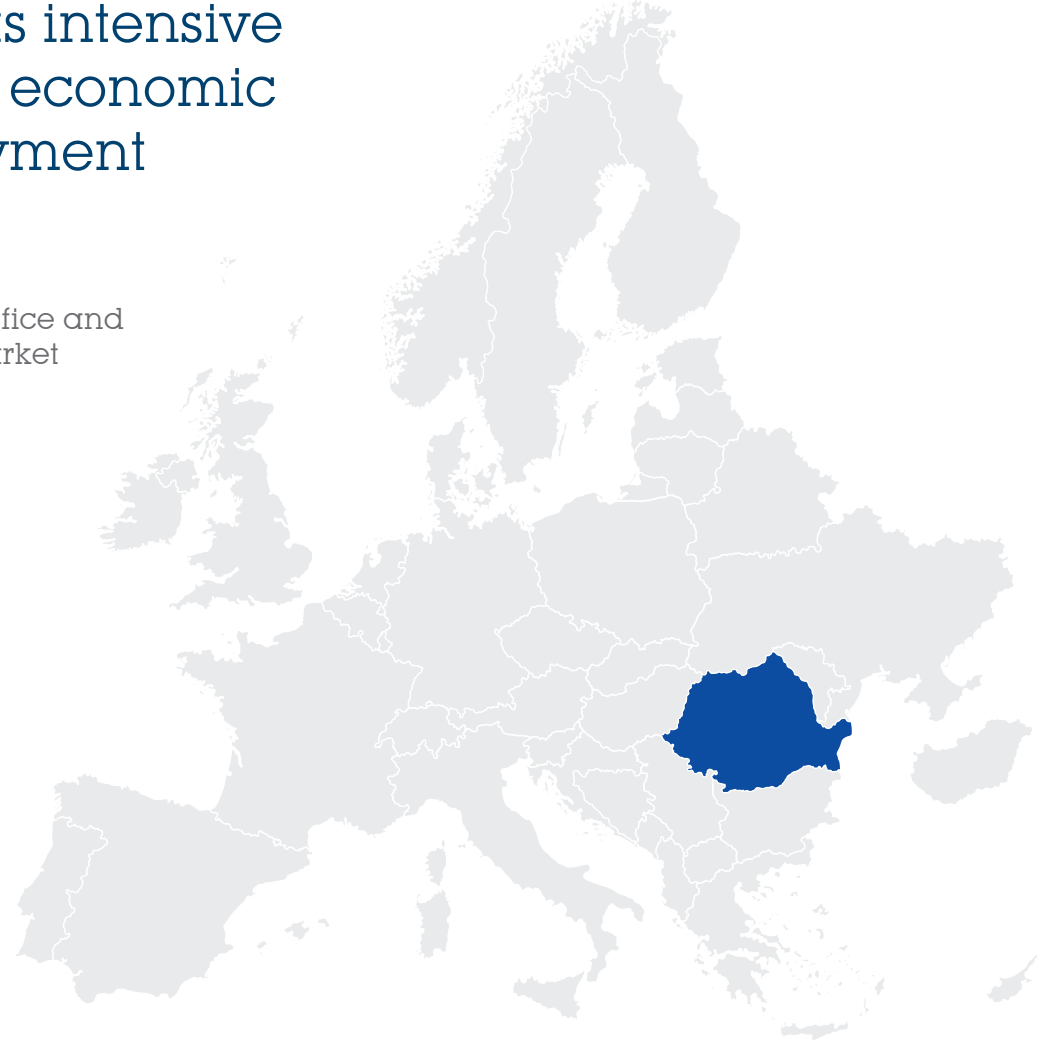 s intensive
economic
yment
fice and
rket